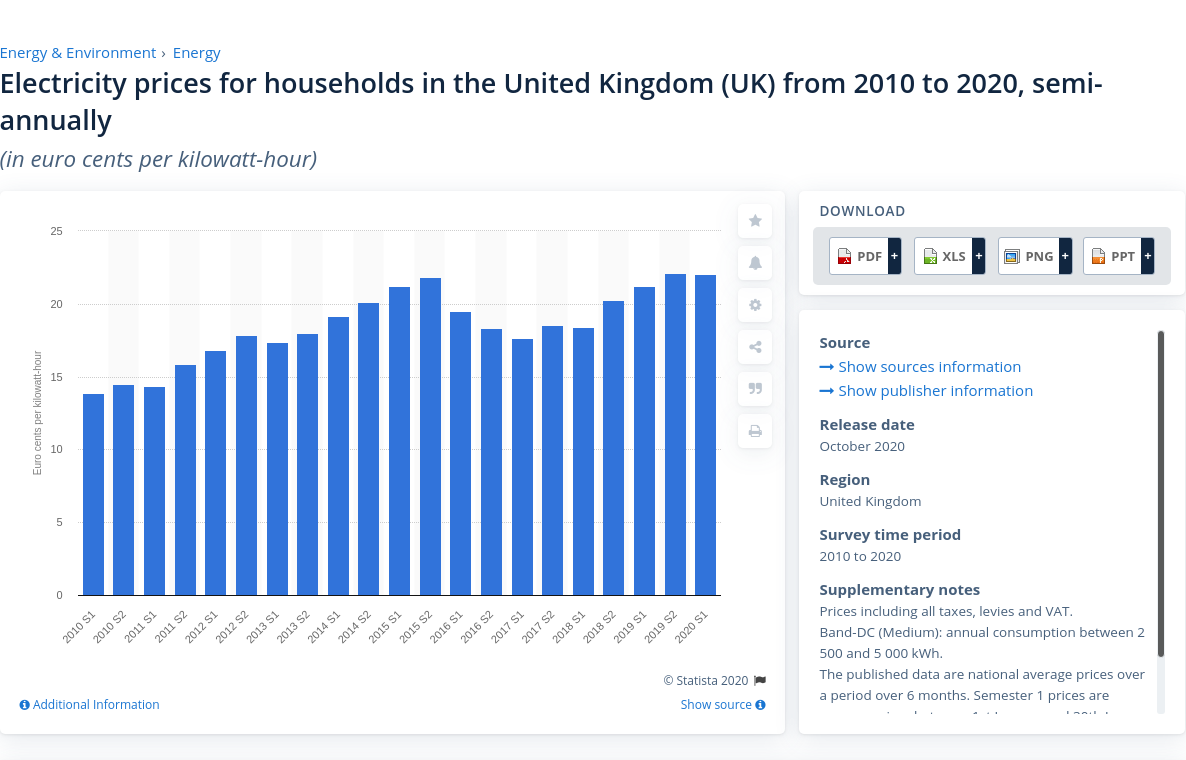 Energy & Environment › Energy
Electricity prices for households in the United Kingdom (UK) from 2010 to 2020, semi-
annually
(in euro cents per kilowatt-hour)
25
20
15
10
5
0
Euro cents per kilowatt-hour
2010 S1
2010 S2
2011 S1
2011 S2
2012 S1
2012 S2
2013 S1
2013 S2
2014 S1
2014 S2
2015 S1
2015 S2
2016 S1
2016 S2
2017 S1
2017 S2
2018 S1
2018 S2
2019 S1
2019 S2
2020 S1
© Statista 2020
Additional Information
Show source
DOWNLOAD
PDF + XLS + PNG + PPT +
Source
Show sources information
Show publisher information
Release date
October 2020
Region
United Kingdom
Survey time period
2010 to 2020
Supplementary notes
Prices including all taxes, levies and VAT.
Band-DC (Medium): annual consumption between 2
500 and 5 000 kWh.
The published data are national average prices over
a period over 6 months. Semester 1 prices are